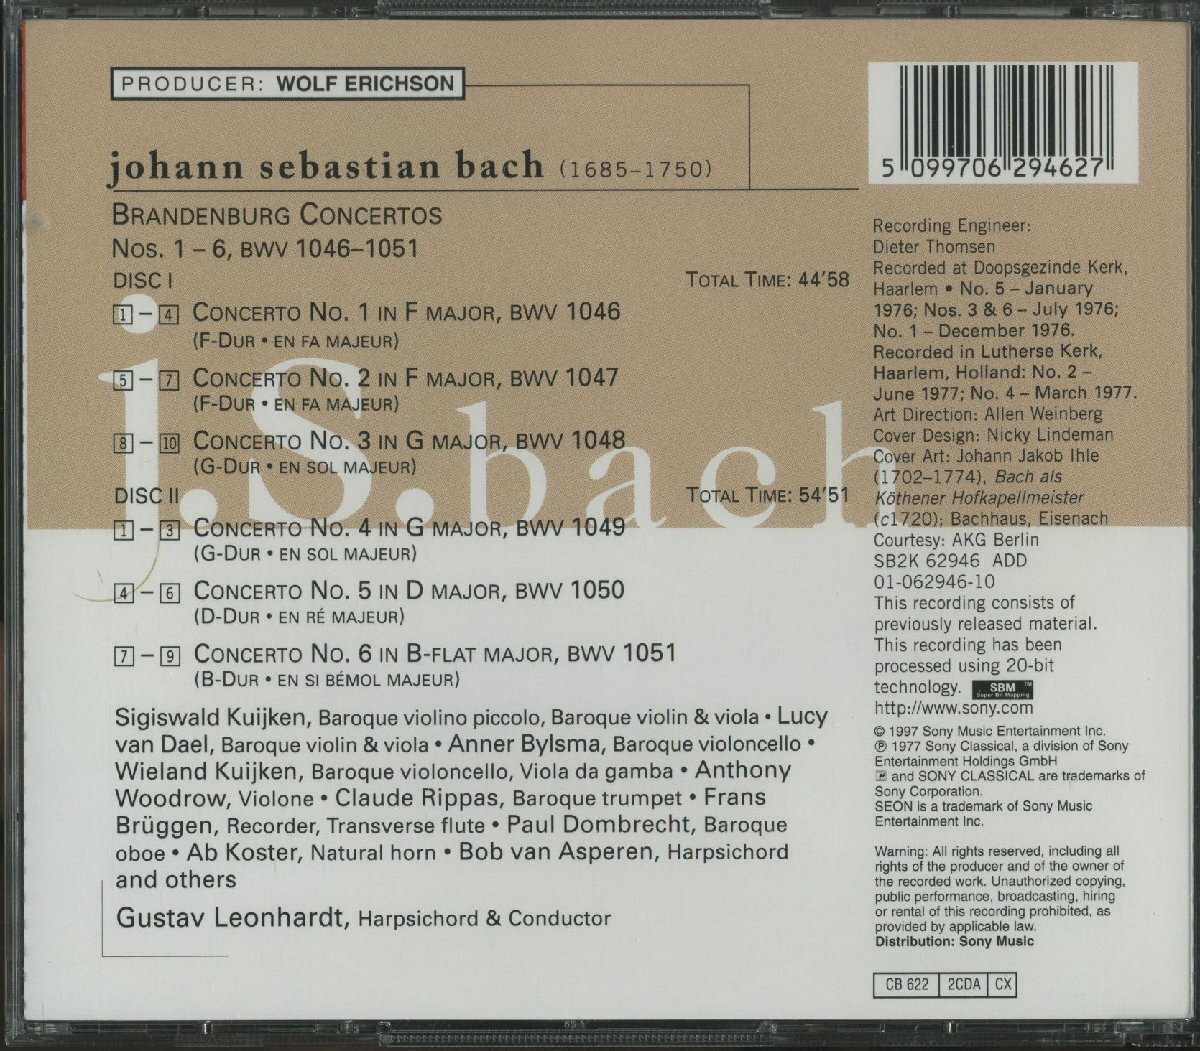 PRODUCER: WOLF ERICHSON
johann sebastian bach (1685–1750)
BRANDENBURG CONCERTOS
NOS. 1 – 6, BWV 1046–1051
DISC I TOTAL TIME: 44'58
1 – 4 CONCERTO NO. 1 IN F MAJOR, BWV 1046
(F-DUR • EN FA MAJEUR)
5 – 7 CONCERTO NO. 2 IN F MAJOR, BWV 1047
(F-DUR • EN FA MAJEUR)
8 – 10 CONCERTO NO. 3 IN G MAJOR, BWV 1048
(G-DUR • EN SOL MAJEUR)
DISC II TOTAL TIME: 54'51
1 – 3 CONCERTO NO. 4 IN G MAJOR, BWV 1049
(G-DUR • EN SOL MAJEUR)
4 – 6 CONCERTO NO. 5 IN D MAJOR, BWV 1050
(D-DUR • EN RÉ MAJEUR)
7 – 9 CONCERTO NO. 6 IN B-FLAT MAJOR, BWV 1051
(B-DUR • EN SI BÉMOL MAJEUR)
j.s.bach
Sigiswald Kuijken, Baroque violino piccolo, Baroque violin & viola • Lucy
van Dael, Baroque violin & viola • Anner Bylsma, Baroque violoncello •
Wieland Kuijken, Baroque violoncello, Viola da gamba • Anthony
Woodrow, Violone • Claude Rippas, Baroque trumpet • Frans
Brüggen, Recorder, Transverse flute • Paul Dombrecht, Baroque
oboe • Ab Koster, Natural horn • Bob van Asperen, Harpsichord
and others
Gustav Leonhardt, Harpsichord & Conductor
5 099706 294627
Recording Engineer:
Dieter Thomsen
Recorded at Doopsgezinde Kerk,
Haarlem • No. 5 – January
1976; Nos. 3 & 6 – July 1976;
No. 1 – December 1976.
Recorded in Lutherse Kerk,
Haarlem, Holland: No. 2 –
June 1977; No. 4 – March 1977.
Art Direction: Allen Weinberg
Cover Design: Nicky Lindeman
Cover Art: Johann Jakob Ihle
(1702–1774), Bach als
Köthener Hofkapellmeister
(c1720); Bachhaus, Eisenach
Courtesy: AKG Berlin
SB2K 62946 ADD
01-062946-10
This recording consists of
previously released material.
This recording has been
processed using 20-bit
technology. SBM™
Super Bit Mapping
http://www.sony.com
© 1997 Sony Music Entertainment Inc.
℗ 1977 Sony Classical, a division of Sony
Entertainment Holdings GmbH
and SONY CLASSICAL are trademarks of
Sony Corporation.
SEON is a trademark of Sony Music
Entertainment Inc.
Warning: All rights reserved, including all
rights of the producer and of the owner of
the recorded work. Unauthorized copying,
public performance, broadcasting, hiring
or rental of this recording prohibited, as
provided by applicable law.
Distribution: Sony Music
CB 622 2CDA CX